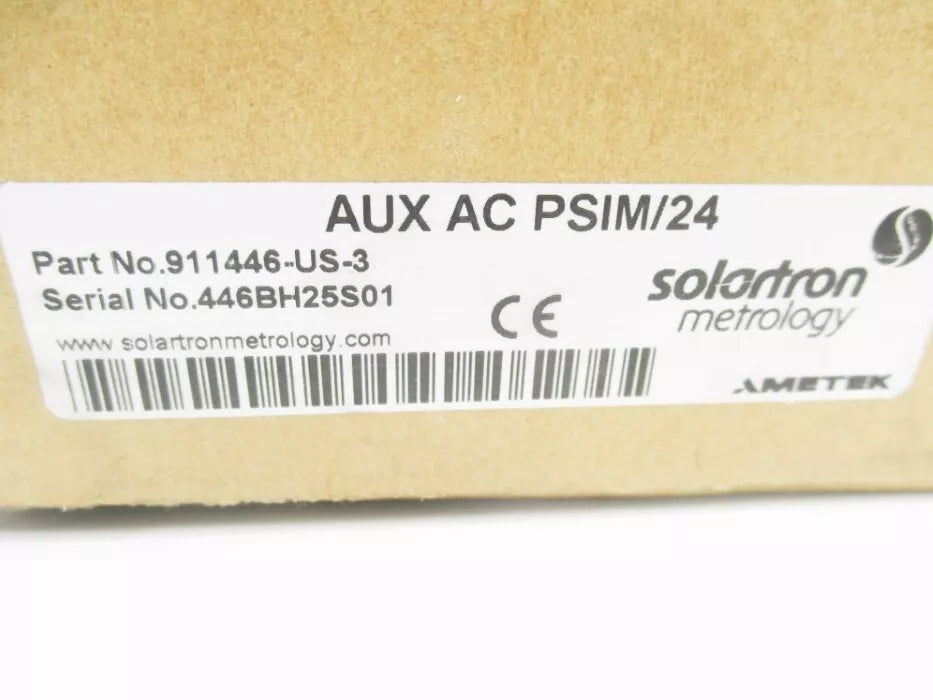 AUX AC PSIM/24
Part No.911446-US-3
Serial No.446BH25S01
www.solartronmetrology.com
CE
solartron
metrology
AMETEK